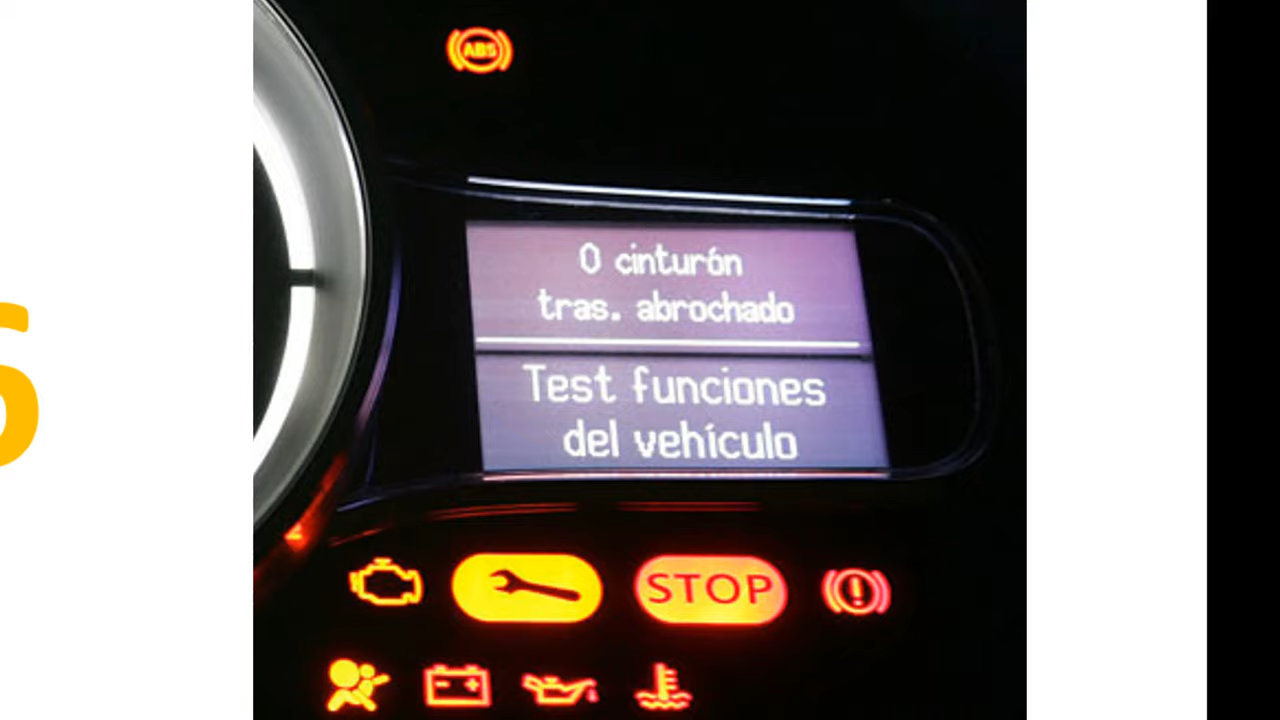 ABS
0 cinturón
tras. abrochado
Test funciones
del vehículo
STOP